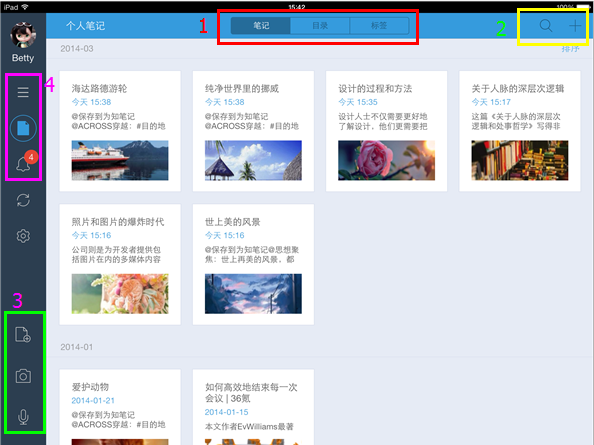 iPad
15:42
100%
个人笔记
1
笔记
目录
标签
2
Betty
2014-03
排序
4
4
海达路德游轮
今天 15:38
@保存到为知笔记
@ACROSS穿越：#目的地
纯净世界里的挪威
今天 15:38
@保存到为知笔记
@ACROSS穿越：#目的地
设计的过程和方法
今天 15:35
设计人士不仅需要更好地
了解设计，他们更需要把
关于人脉的深层次逻辑
今天 15:17
这篇《关于人脉的深层次
逻辑和处事哲学》写得非
照片和图片的爆炸时代
今天 15:16
公司则是为开发者提供包
括图片在内的多媒体内容
世上美的风景
今天 15:16
@保存到为知笔记@思想聚
焦：世上再美的风景，都
3
2014-01
爱护动物
2014-01-21
@保存到为知笔记
@ACROSS穿越：#目的地
如何高效地结束每一次
会议 | 36氪
2014-01-15
本文作者EvWilliams最著